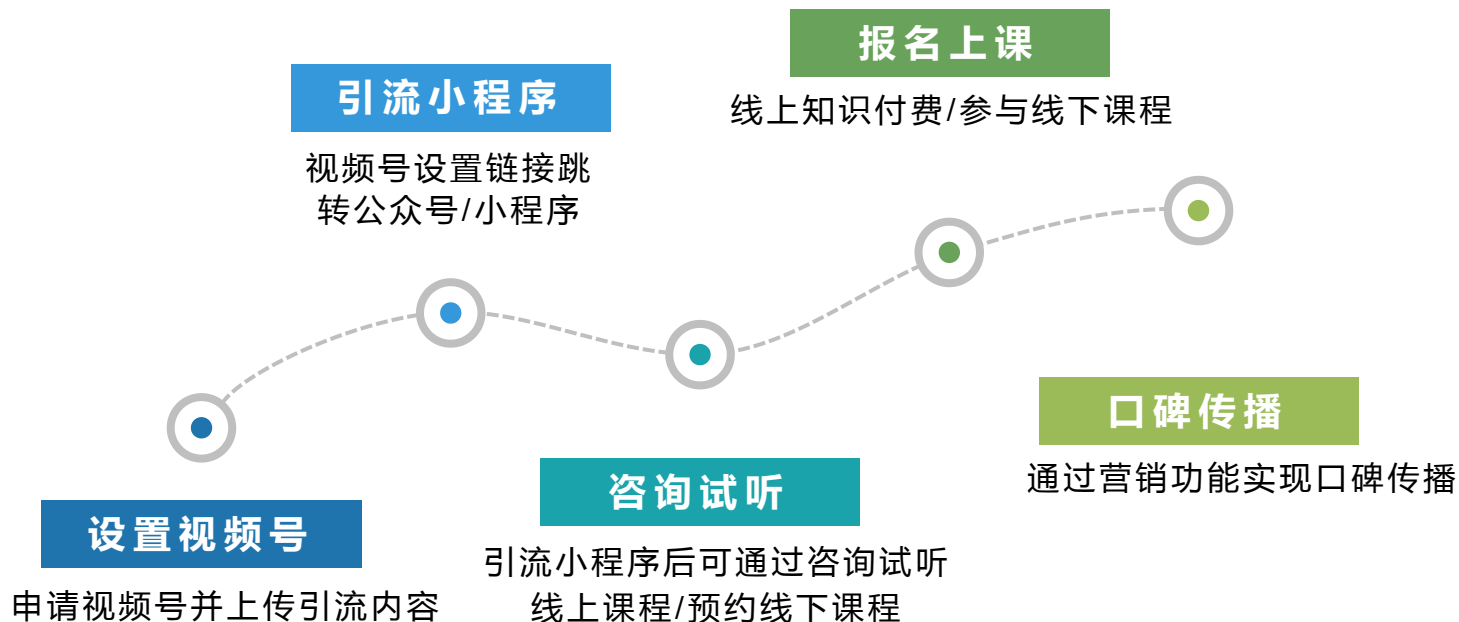 设置视频号
申请视频号并上传引流内容
引流小程序
视频号设置链接跳
转公众号/小程序
咨询试听
引流小程序后可通过咨询试听
线上课程/预约线下课程
报名上课
线上知识付费/参与线下课程
口碑传播
通过营销功能实现口碑传播